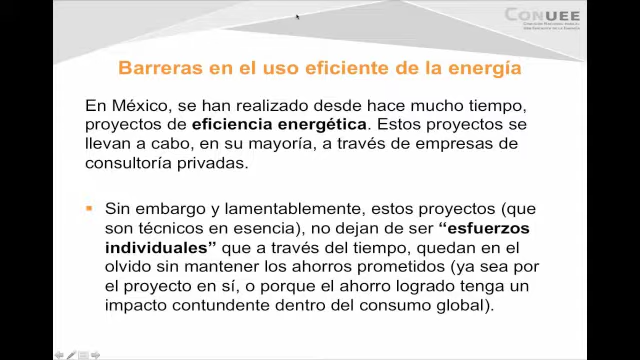 CONUEE
Barreras en el uso eficiente de la energía
En México, se han realizado desde hace mucho tiempo,
proyectos de eficiencia energética. Estos proyectos se
llevan a cabo, en su mayoría, a través de empresas de
consultoría privadas.
Sin embargo y lamentablemente, estos proyectos (que
son técnicos en esencia), no dejan de ser “esfuerzos
individuales” que a través del tiempo, quedan en el
olvido sin mantener los ahorros prometidos (ya sea por
el proyecto en sí, o porque el ahorro logrado tenga un
impacto contundente dentro del consumo global).